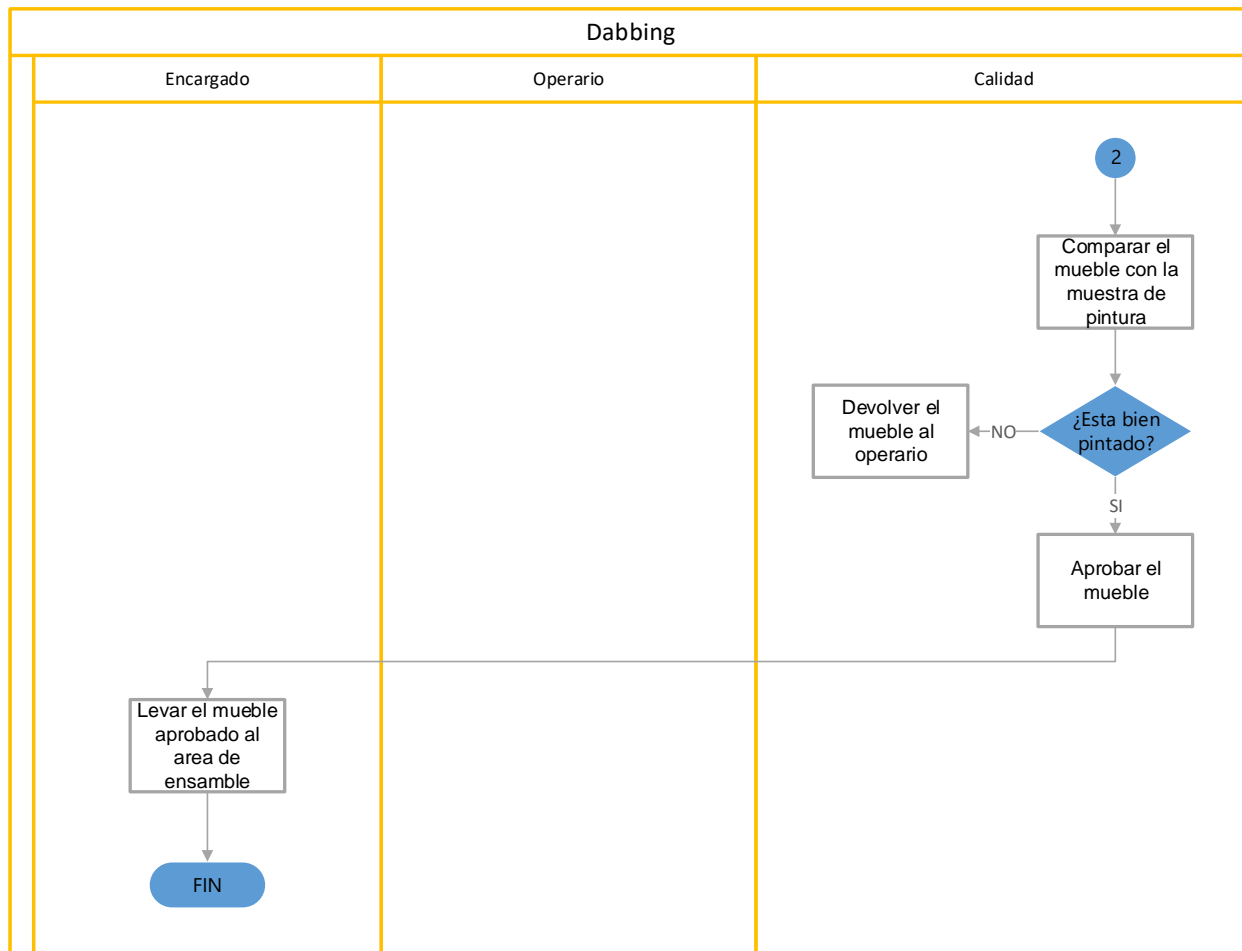 Dabbing
Encargado
Operario
Calidad
2
Comparar el
mueble con la
muestra de
pintura
¿Esta bien
pintado?
NO
Devolver el
mueble al
operario
SI
Aprobar el
mueble
Levar el mueble
aprobado al
area de
ensamble
FIN